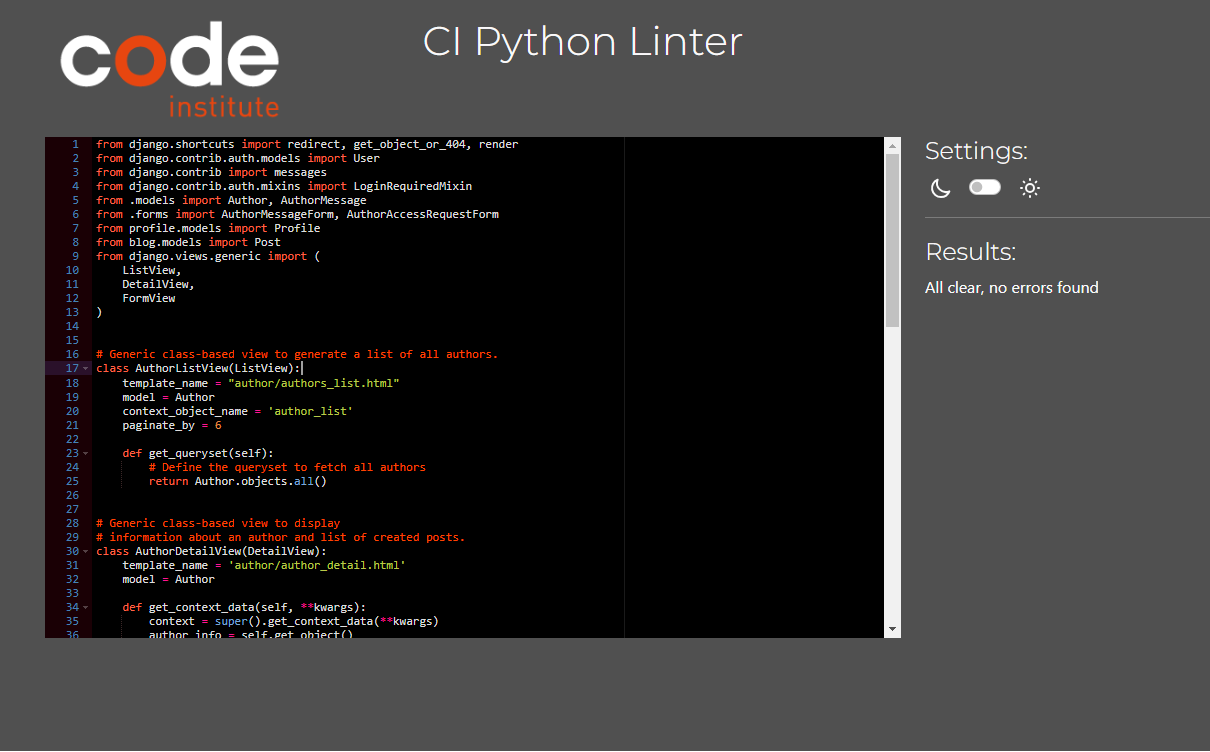 code
institute
CI Python Linter
1 from django.shortcuts import redirect, get_object_or_404, render
2 from django.contrib.auth.models import User
3 from django.contrib import messages
4 from django.contrib.auth.mixins import LoginRequiredMixin
5 from .models import Author, AuthorMessage
6 from .forms import AuthorMessageForm, AuthorAccessRequestForm
7 from profile.models import Profile
8 from blog.models import Post
9 from django.views.generic import (
10     ListView,
11     DetailView,
12     FormView
13 )
14
15
16 # Generic class-based view to generate a list of all authors.
17 class AuthorListView(ListView):
18     template_name = "author/authors_list.html"
19     model = Author
20     context_object_name = 'author_list'
21     paginate_by = 6
22
23     def get_queryset(self):
24         # Define the queryset to fetch all authors
25         return Author.objects.all()
26
27
28 # Generic class-based view to display
29 # information about an author and list of created posts.
30 class AuthorDetailView(DetailView):
31     template_name = 'author/author_detail.html'
32     model = Author
33
34     def get_context_data(self, **kwargs):
35         context = super().get_context_data(**kwargs)
36         author_info = self.get_object()
Settings:
Results:
All clear, no errors found